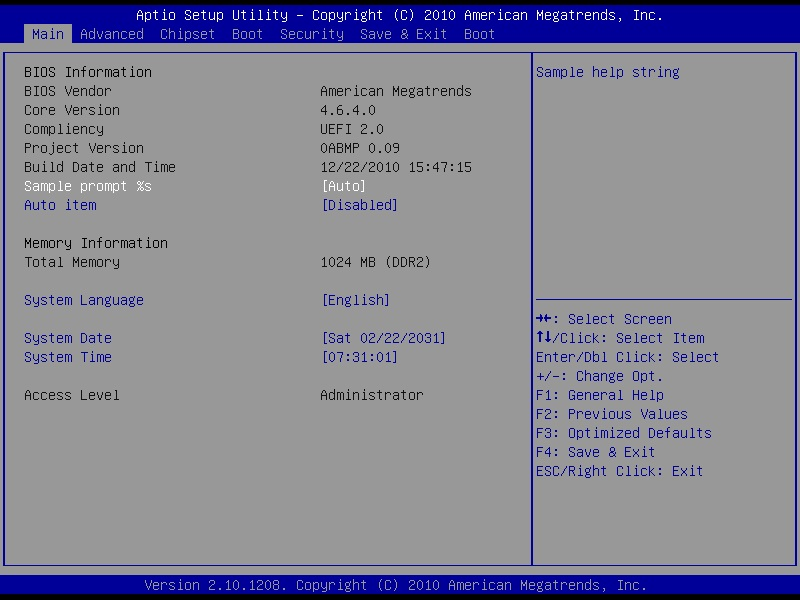 Aptio Setup Utility – Copyright (C) 2010 American Megatrends, Inc.
Main Advanced Chipset Boot Security Save & Exit Boot
BIOS Information
BIOS Vendor American Megatrends
Core Version 4.6.4.0
Compliency UEFI 2.0
Project Version 0ABMP 0.09
Build Date and Time 12/22/2010 15:47:15
Sample prompt %s [Auto]
Auto item [Disabled]
Memory Information
Total Memory 1024 MB (DDR2)
System Language [English]
System Date [Sat 02/22/2031]
System Time [07:31:01]
Access Level Administrator
Sample help string
→←: Select Screen
↑↓/Click: Select Item
Enter/Dbl Click: Select
+/-: Change Opt.
F1: General Help
F2: Previous Values
F3: Optimized Defaults
F4: Save & Exit
ESC/Right Click: Exit
Version 2.10.1208. Copyright (C) 2010 American Megatrends, Inc.